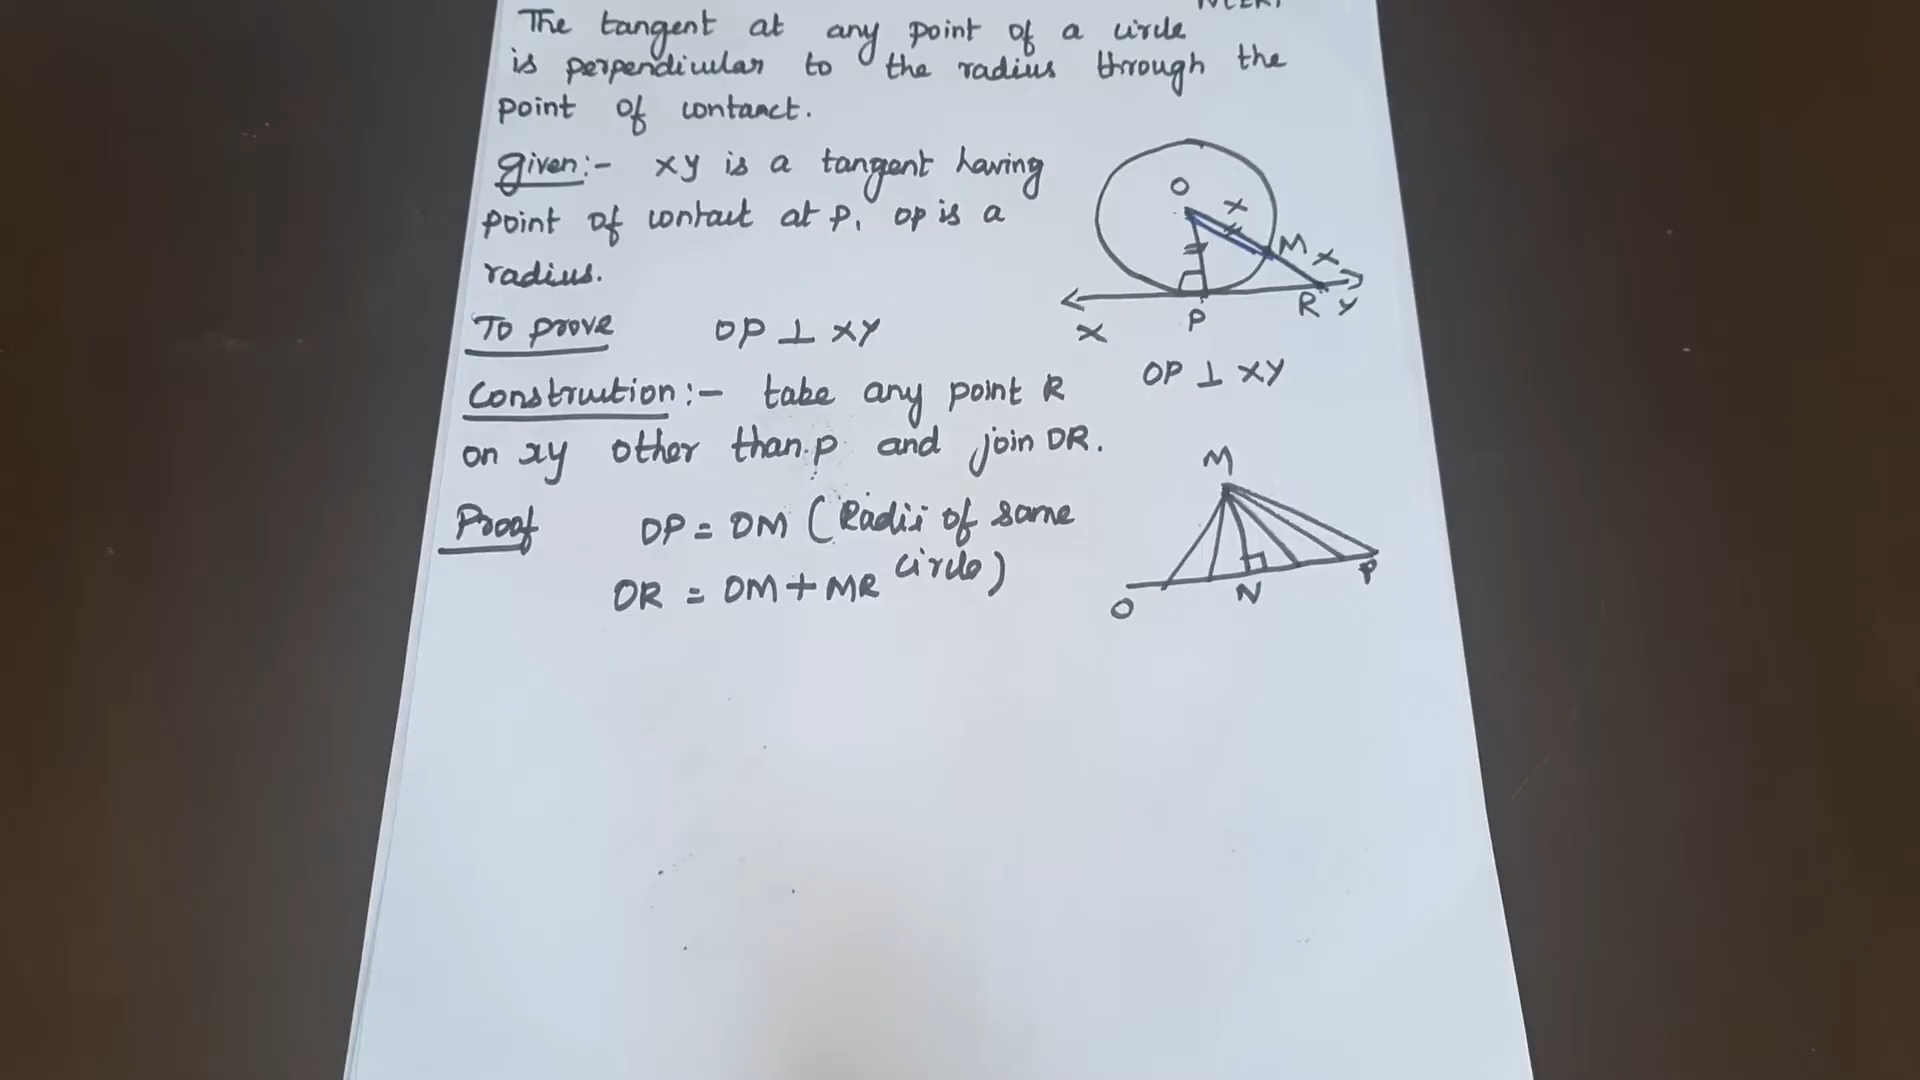 The tangent at any point of a circle
is perpendicular to the radius through the
point of contanct.
given:- xy is a tangent having
point of contact at P, OP is a
radius.
O
x
M
x
R
y
P
x
To prove OP ⊥ XY
OP ⊥ XY
Construction:- take any point R
on xy other than P and join OR.
M
Proof OP = OM (Radii of same
circle)
OR = OM + MR
O
N
P